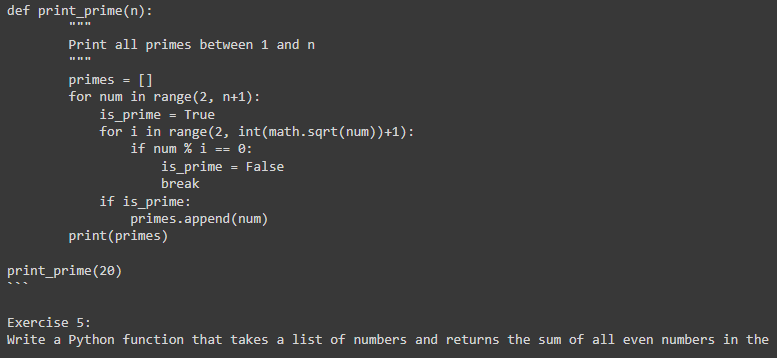 def print_prime(n):
        """
        Print all primes between 1 and n
        """
        primes = []
        for num in range(2, n+1):
            is_prime = True
            for i in range(2, int(math.sqrt(num))+1):
                if num % i == 0:
                    is_prime = False
                    break
            if is_prime:
                primes.append(num)
        print(primes)

print_prime(20)
```

Exercise 5:
Write a Python function that takes a list of numbers and returns the sum of all even numbers in the